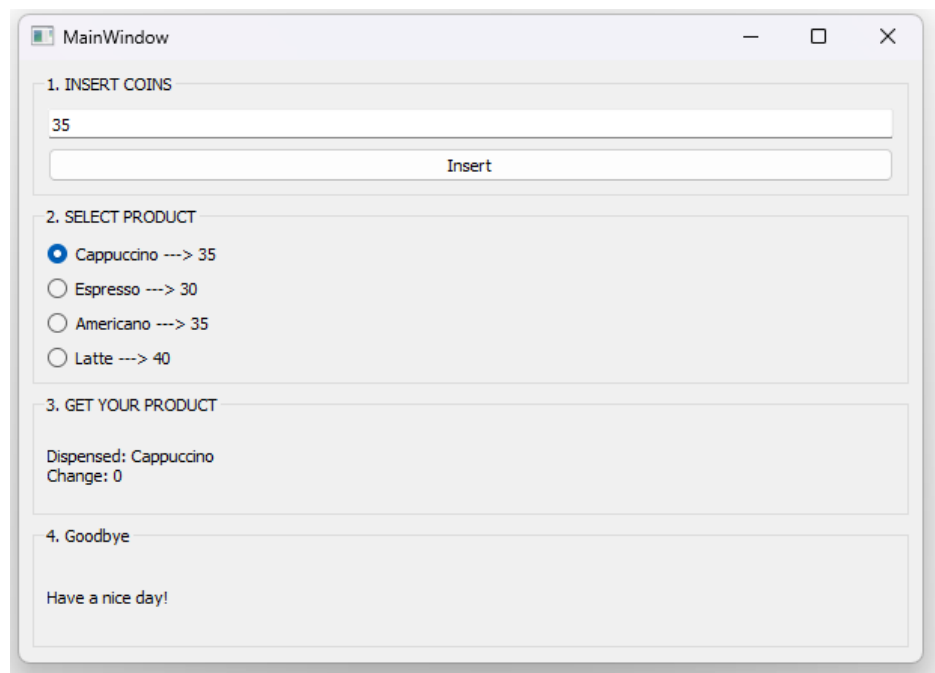 MainWindow
1. INSERT COINS
35
Insert
2. SELECT PRODUCT
Cappuccino ---> 35
Espresso ---> 30
Americano ---> 35
Latte ---> 40
3. GET YOUR PRODUCT
Dispensed: Cappuccino
Change: 0
4. Goodbye
Have a nice day!